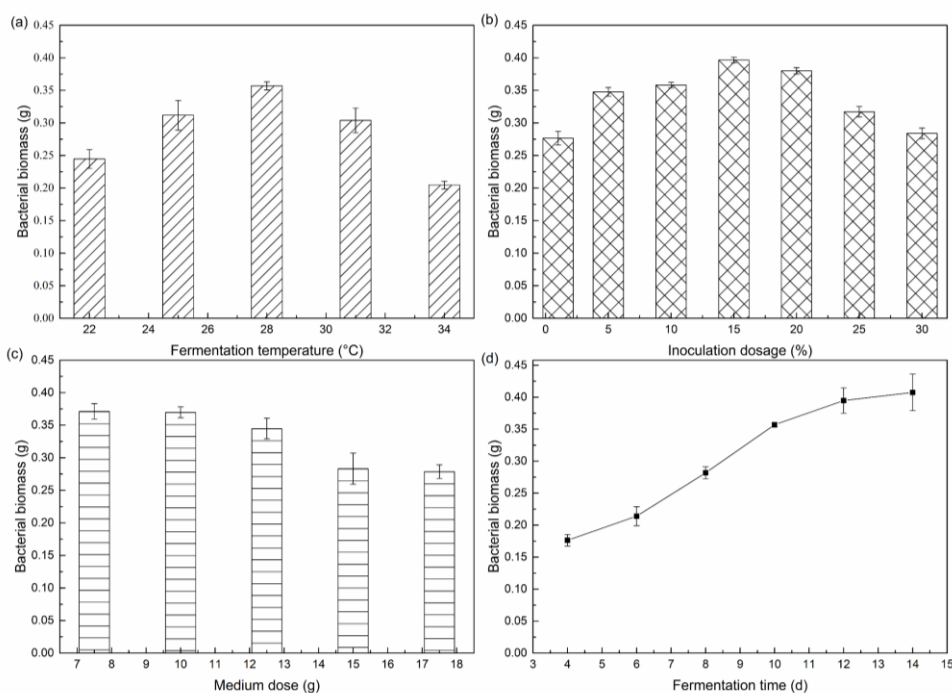 (a)
0.45
0.40
0.35
0.30
0.25
0.20
0.15
0.10
0.05
0.00
Bacterial biomass (g)
22 24 26 28 30 32 34
Fermentation temperature (°C)
(b)
0.45
0.40
0.35
0.30
0.25
0.20
0.15
0.10
0.05
0.00
Bacterial biomass (g)
0 5 10 15 20 25 30
Inoculation dosage (%)
(c)
0.45
0.40
0.35
0.30
0.25
0.20
0.15
0.10
0.05
0.00
Bacterial biomass (g)
7 8 9 10 11 12 13 14 15 16 17 18
Medium dose (g)
(d)
0.45
0.40
0.35
0.30
0.25
0.20
0.15
0.10
0.05
0.00
Bacterial biomass (g)
3 4 5 6 7 8 9 10 11 12 13 14 15
Fermentation time (d)